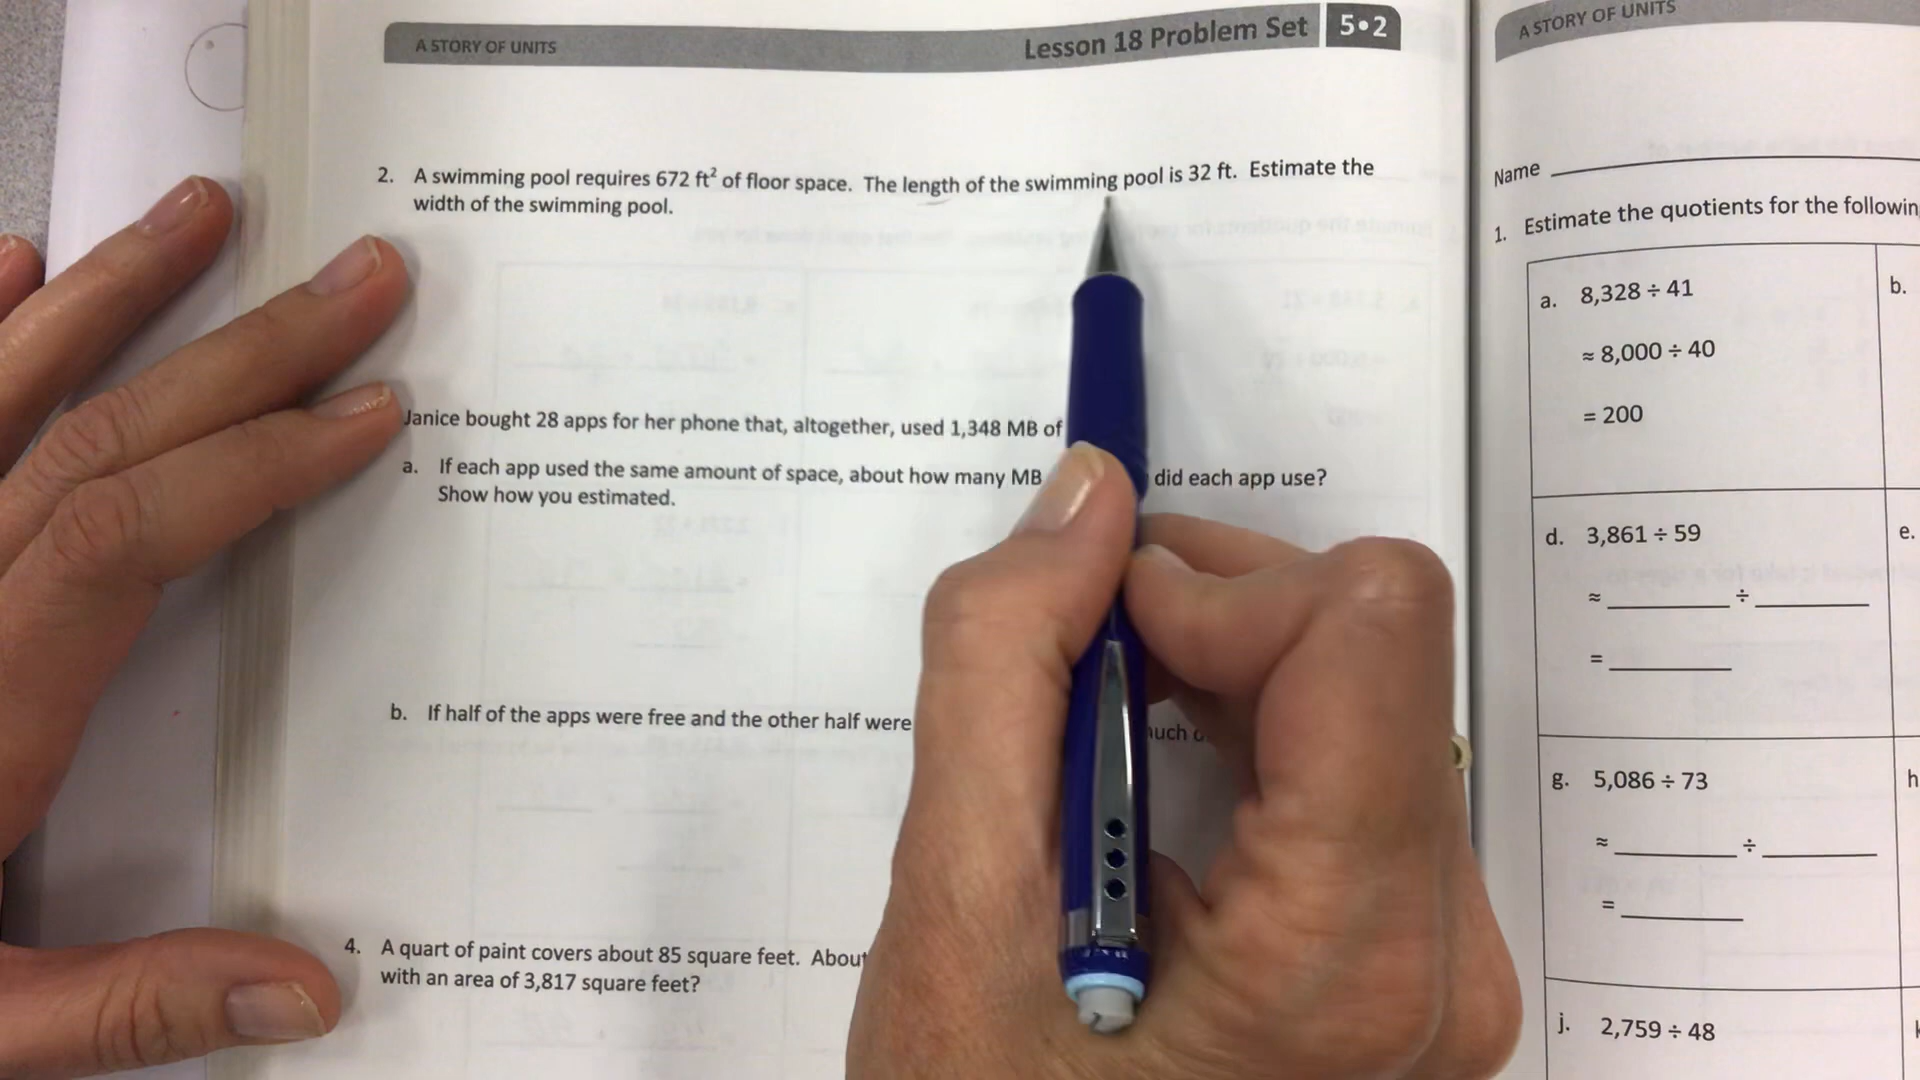 A STORY OF UNITS
Lesson 18 Problem Set 5•2
2. A swimming pool requires 672 ft² of floor space. The length of the swimming pool is 32 ft. Estimate the
width of the swimming pool.
Janice bought 28 apps for her phone that, altogether, used 1,348 MB of
a. If each app used the same amount of space, about how many MB did each app use?
Show how you estimated.
b. If half of the apps were free and the other half were
4. A quart of paint covers about 85 square feet. About
with an area of 3,817 square feet?
A STORY OF UNITS
Name
1. Estimate the quotients for the
a. 8,328 ÷ 41
≈ 8,000 ÷ 40
= 200
b.
d. 3,861 ÷ 59
≈ ÷
=
e.
g. 5,086 ÷ 73
≈ ÷
=
h
j. 2,759 ÷ 48